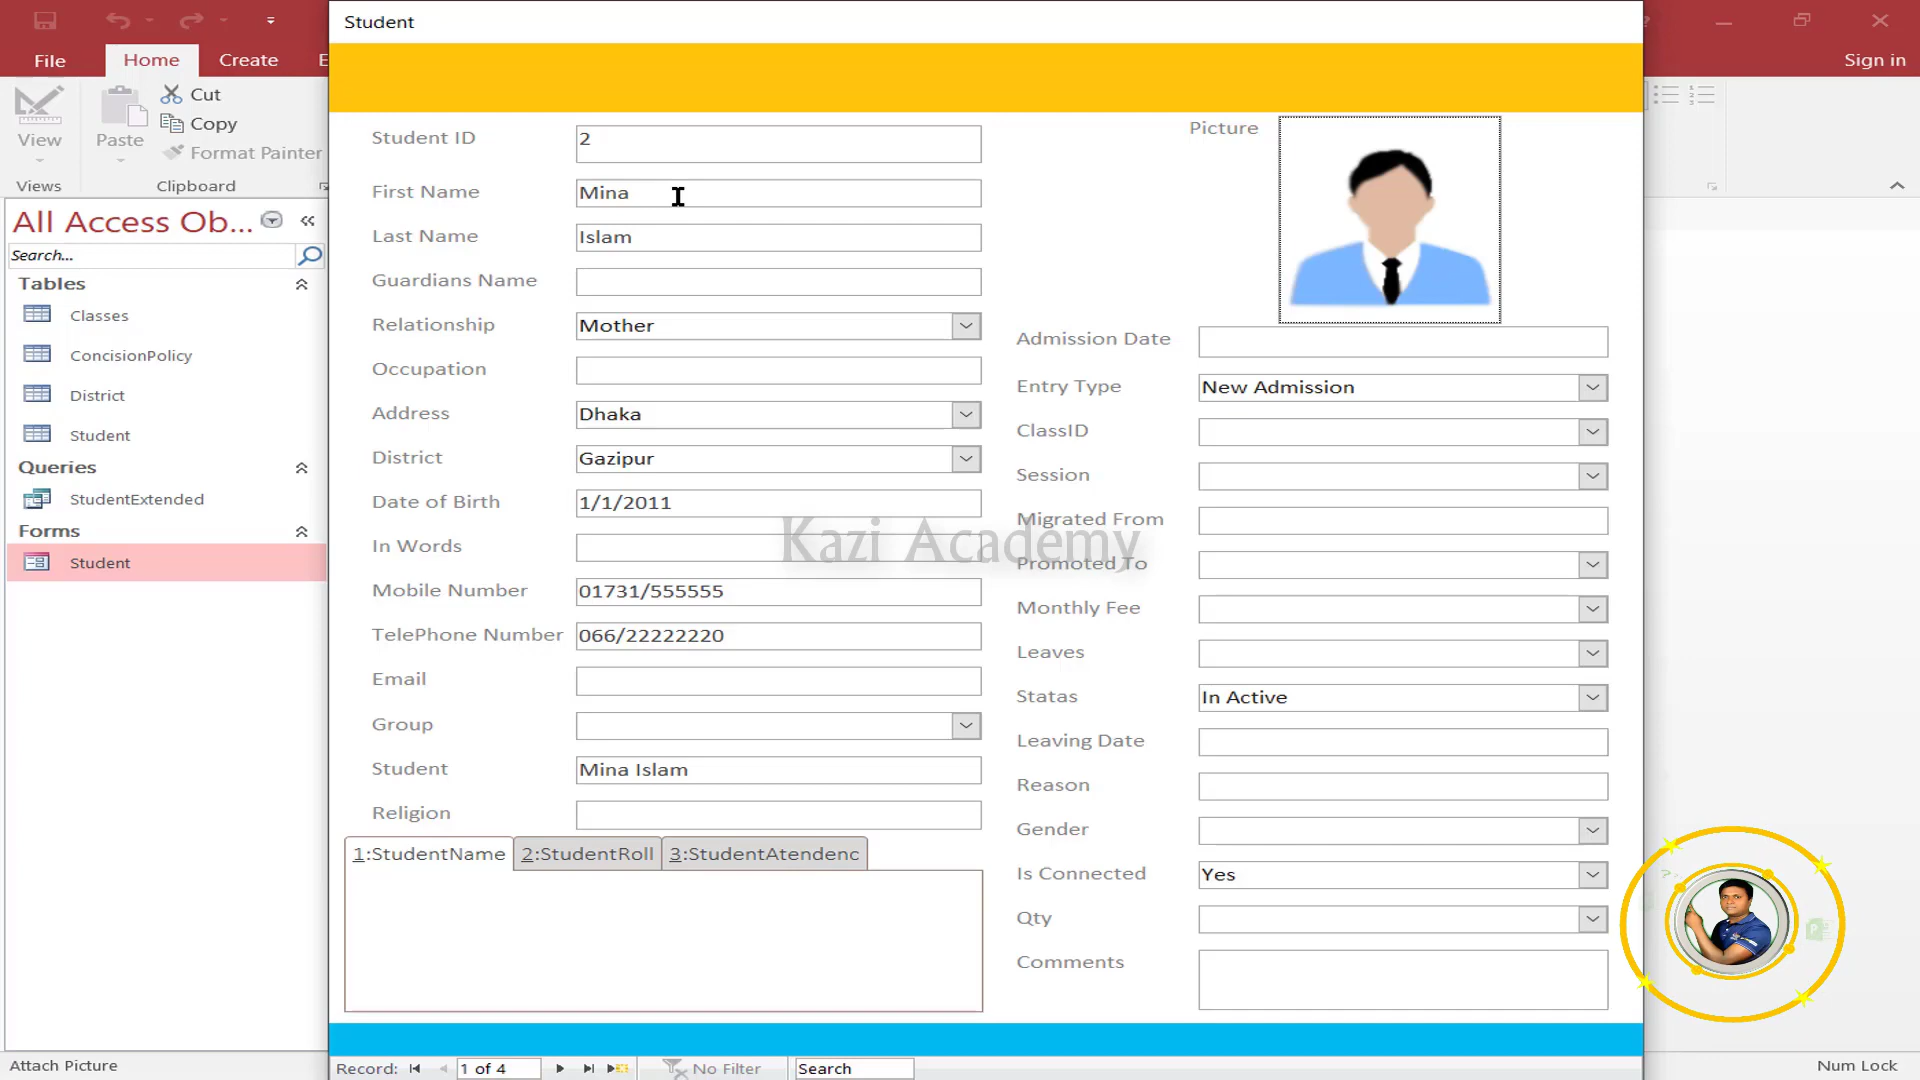 Student
File
Home
Create
Sign in
View
Paste
Cut
Copy
Format Painter
Views
Clipboard
All Access Ob...
Search...
Tables
Classes
ConcisionPolicy
District
Student
Queries
StudentExtended
Forms
Student
Student ID 2
First Name Mina
Last Name Islam
Guardians Name
Relationship Mother
Occupation
Address Dhaka
District Gazipur
Date of Birth 1/1/2011
In Words
Mobile Number 01731/555555
TelePhone Number 066/22222220
Email
Group
Student Mina Islam
Religion
1:StudentName 2:StudentRoll 3:StudentAtendenc
Picture
Admission Date
Entry Type New Admission
ClassID
Session
Migrated From
Promoted To
Monthly Fee
Leaves
Statas In Active
Leaving Date
Reason
Gender
Is Connected Yes
Qty
Comments
Kazi Academy
Record: 1 of 4 No Filter Search
Attach Picture
Num Lock